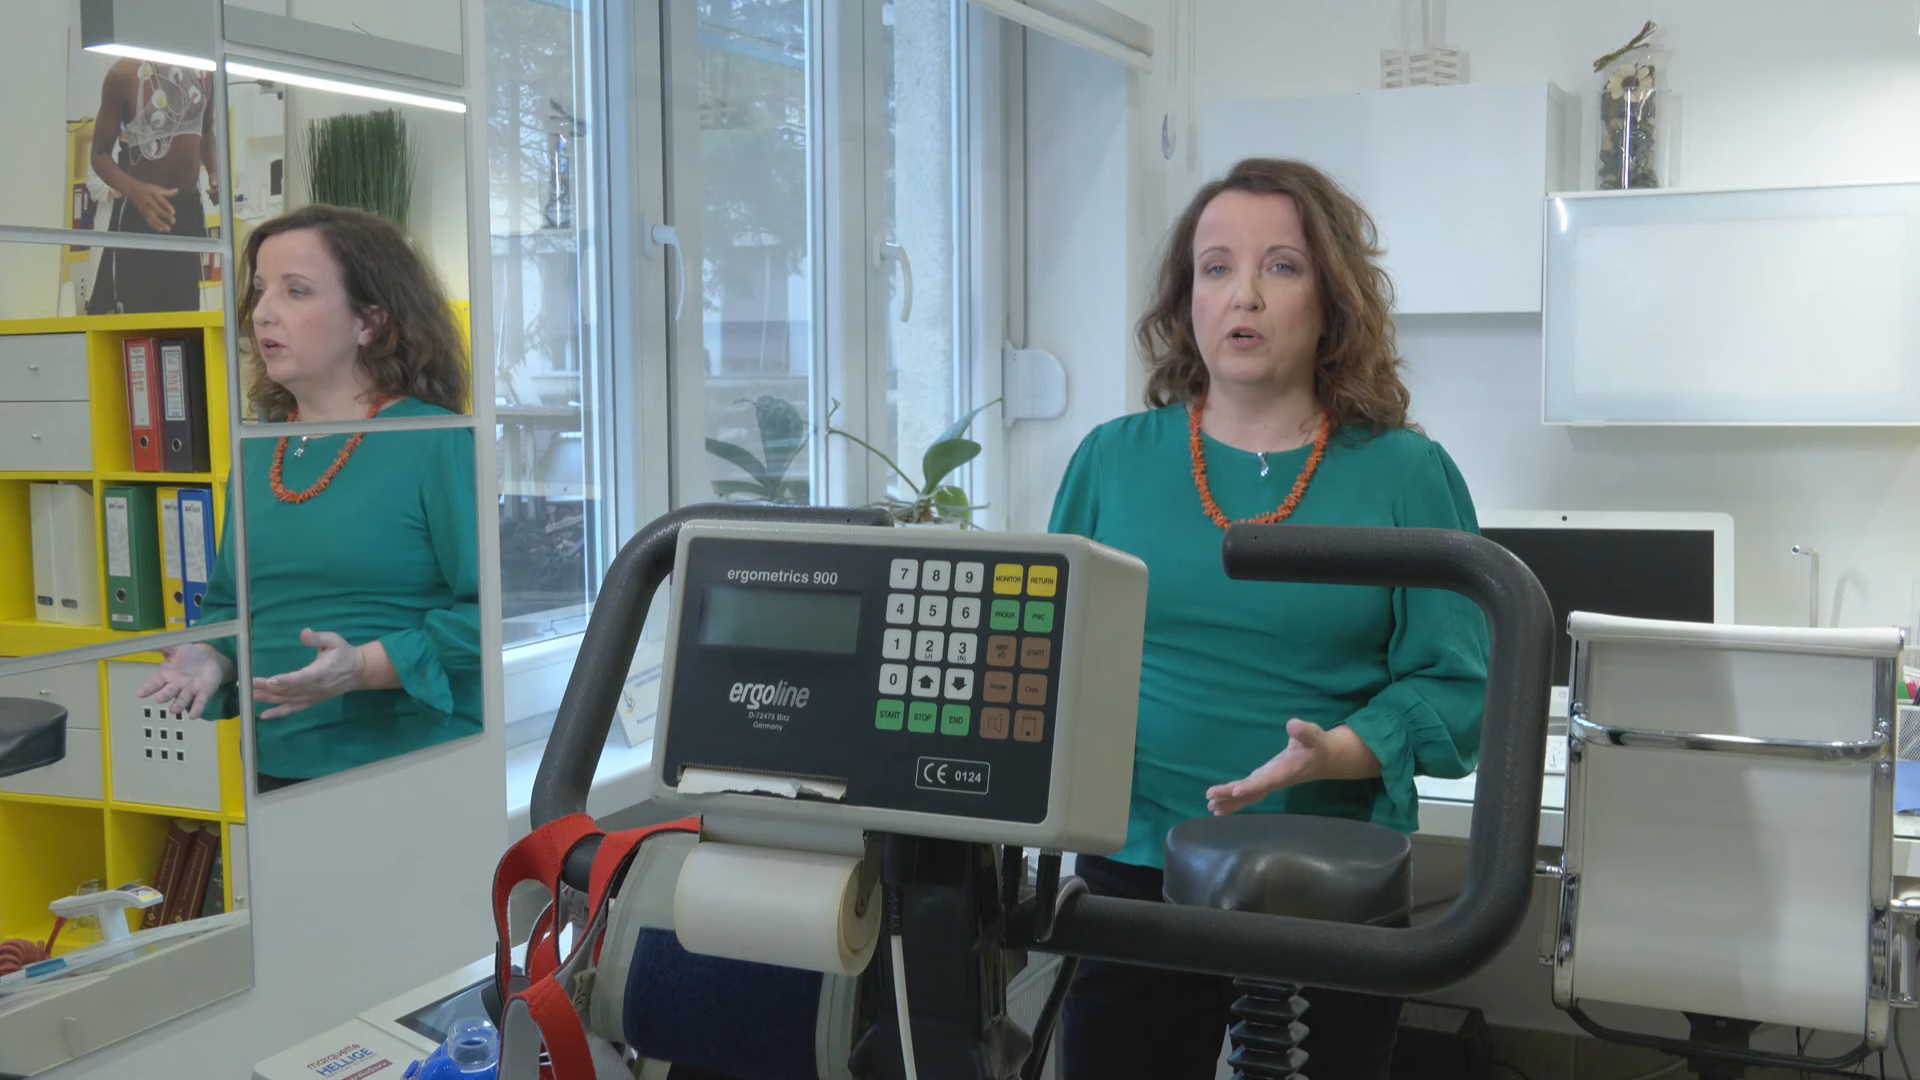 ergometrics 900
7 8 9 MONITOR RETURN
4 5 6 PROGR. PWC
1 2 3 START
(J) (N)
0 Copy
START STOP END
ergoline
D-72475 Bitz
Germany
CE 0124
marquette
HELLIGE